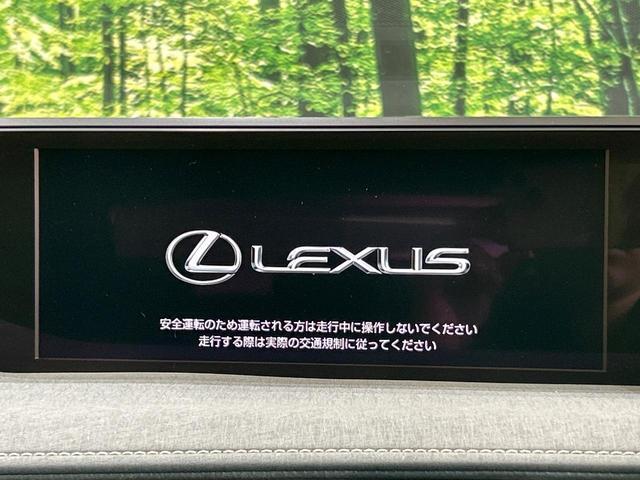 LEXUS
安全運転のため運転される方は走行中に操作しないでください
走行する際は実際の交通規制に従ってください